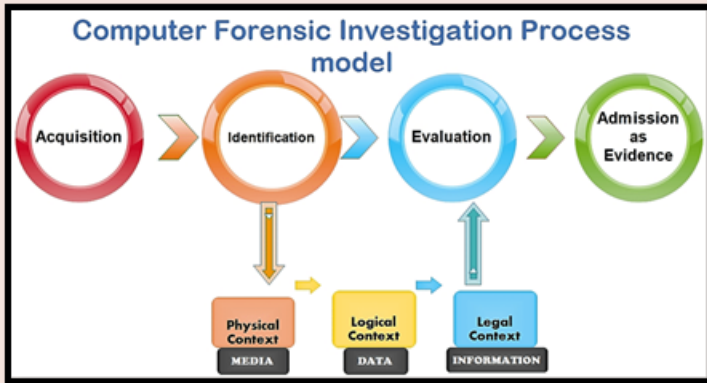 Computer Forensic Investigation Process
model
Acquisition
Identification
Evaluation
Admission
as
Evidence
Physical
Context
MEDIA
Logical
Context
DATA
Legal
Context
INFORMATION